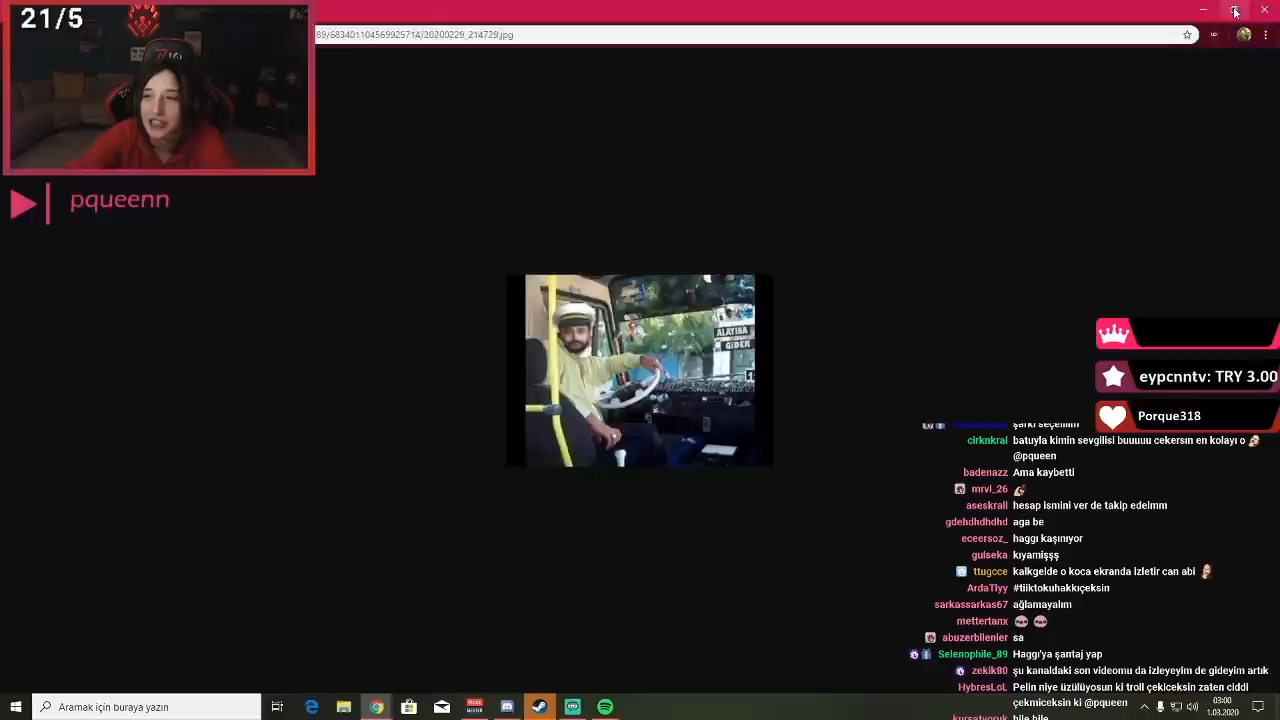 21/5
89/683401104569925714/20200229_214729.jpg
pqueenn
ALAYINA
GİDER
eypcnntv: TRY 3.00
Porque318
şarkı seçelim
cirknkral batuyla kimin sevgilisi buuuuu cekersın en kolayı o
@pqueen
badenazz Ama kaybetti
mrvl_26
aseskrall hesap ismini ver de takip edelmm
gdehdhdhdhd aga be
eceersoz_ haggı kaşınıyor
gulseka kıyamişşş
ttugcce kalkgelde o koca ekranda izletir can abi
ArdaTlyy #tiiktokuhakkıçeksin
sarkassarkas67 ağlamayalım
mettertanx
abuzerbilenler sa
Selenophile_89 Haggı'ya şantaj yap
zekik80 şu kanaldaki son videomu da izleyeyim de gideyim artık
HybresLoL Pelin niye üzülüyosun ki troll çekiceksin zaten ciddi
çekmiceksin ki @pqueen
kursatyoruk bile bile
Aramak için buraya yazın
03:00
1.03.2020